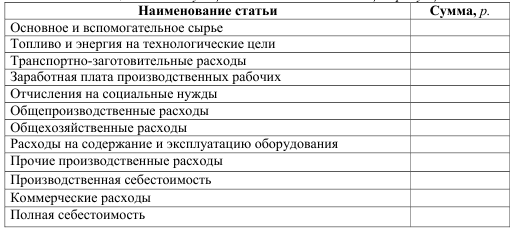 Наименование статьи Сумма, р.
Основное и вспомогательное сырье
Топливо и энергия на технологические цели
Транспортно-заготовительные расходы
Заработная плата производственных рабочих
Отчисления на социальные нужды
Общепроизводственные расходы
Общехозяйственные расходы
Расходы на содержание и эксплуатацию оборудования
Прочие производственные расходы
Производственная себестоимость
Коммерческие расходы
Полная себестоимость